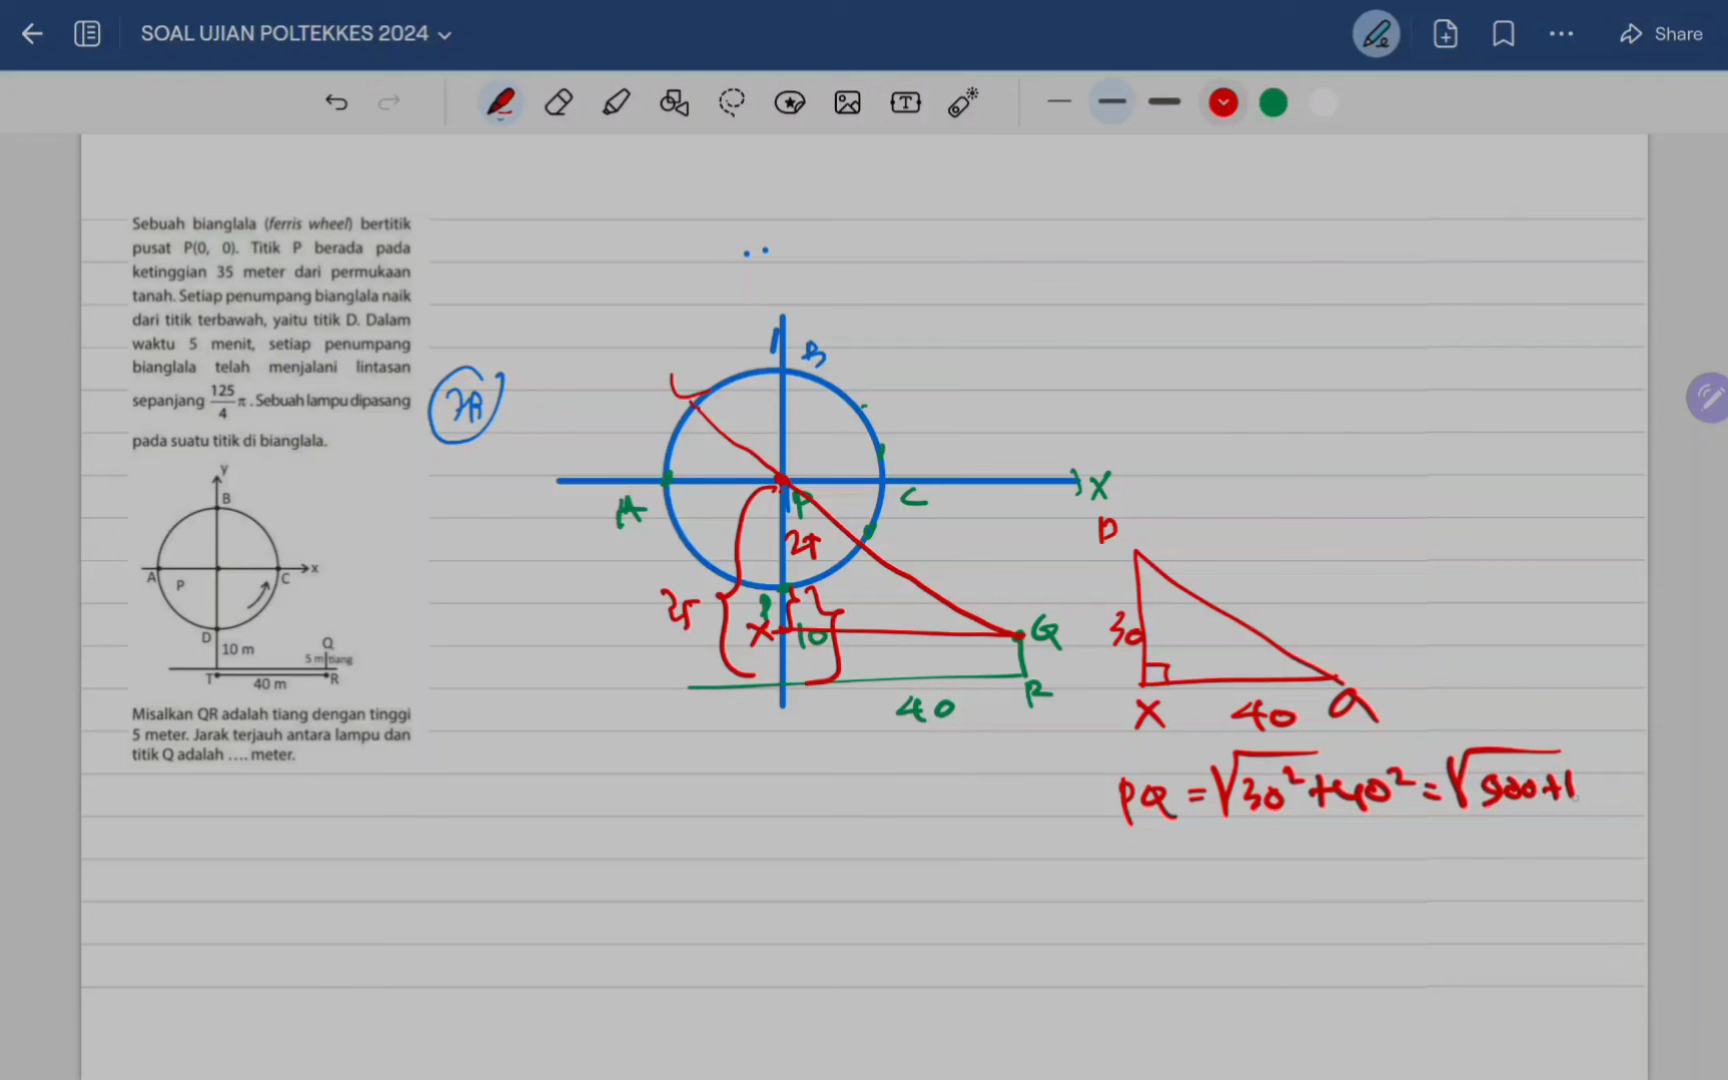 SOAL UJIAN POLTEKKES 2024
Share
Sebuah bianglala (ferris wheel) bertitik
pusat P(0, 0). Titik P berada pada
ketinggian 35 meter dari permukaan
tanah. Setiap penumpang bianglala naik
dari titik terbawah, yaitu titik D. Dalam
waktu 5 menit, setiap penumpang
bianglala telah menjalani lintasan
sepanjang 125/4 π. Sebuah lampu dipasang
pada suatu titik di bianglala.
y
B
A
P
C
x
D
10 m
Q
5 m tiang
T
40 m
R
Misalkan QR adalah tiang dengan tinggi
5 meter. Jarak terjauh antara lampu dan
titik Q adalah .... meter.
B
X
A
P
C
25
35
X
10
Q
40
R
P
30
X
40
Q
PQ = √30² + 40² = √900 + 1